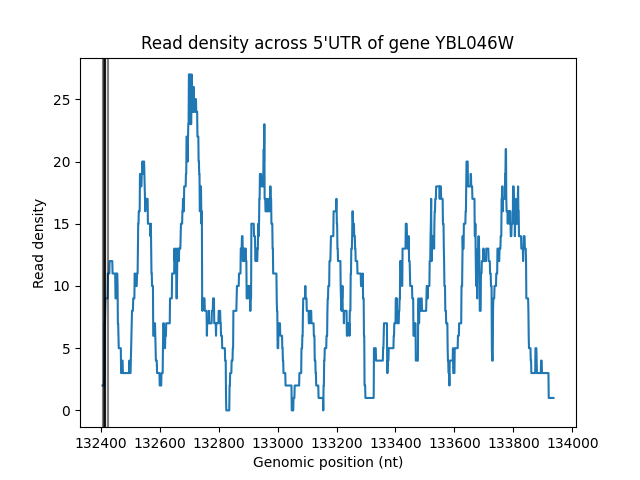 Read density across 5'UTR of gene YBL046W
25
20
15
10
5
0
Read density
132400 132600 132800 133000 133200 133400 133600 133800 134000
Genomic position (nt)